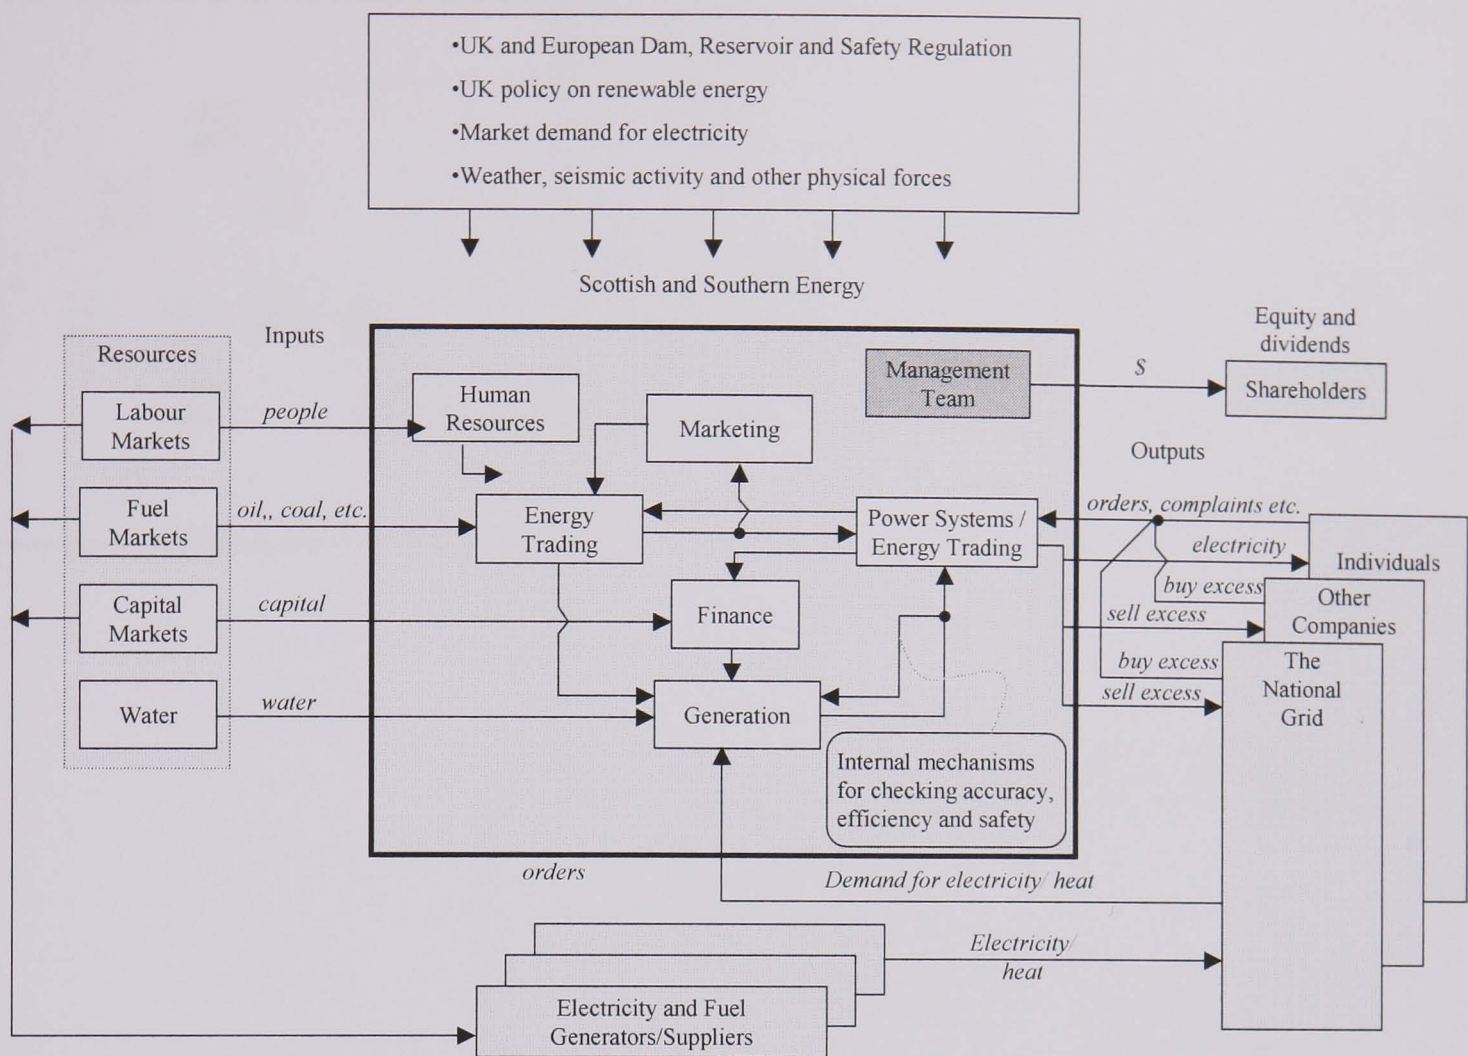 •UK and European Dam, Reservoir and Safety Regulation
•UK policy on renewable energy
•Market demand for electricity
•Weather, seismic activity and other physical forces
Scottish and Southern Energy
Inputs
Resources
Labour
Markets
people
Fuel
Markets
oil,, coal, etc.
Capital
Markets
capital
Water
water
Human
Resources
Marketing
Management
Team
Energy
Trading
Power Systems /
Energy Trading
Finance
Generation
Internal mechanisms
for checking accuracy,
efficiency and safety
$
Equity and
dividends
Shareholders
Outputs
orders, complaints etc.
electricity
Individuals
buy excess
Other
Companies
sell excess
buy excess
The
National
Grid
sell excess
orders
Demand for electricity/ heat
Electricity/
heat
Electricity and Fuel
Generators/Suppliers